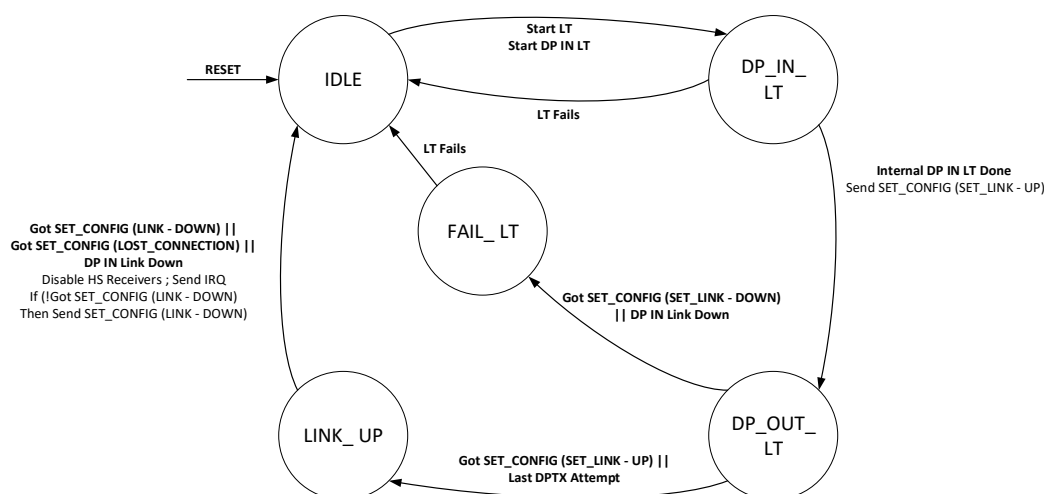 Start LT
Start DP IN LT
RESET
IDLE
DP_IN_
LT
LT Fails
LT Fails
Internal DP IN LT Done
Send SET_CONFIG (SET_LINK - UP)
FAIL_ LT
Got SET_CONFIG (LINK - DOWN) ||
Got SET_CONFIG (LOST_CONNECTION) ||
DP IN Link Down
Disable HS Receivers ; Send IRQ
If (!Got SET_CONFIG (LINK - DOWN)
Then Send SET_CONFIG (LINK - DOWN)
Got SET_CONFIG (SET_LINK - DOWN)
|| DP IN Link Down
LINK_ UP
DP_OUT_
LT
Got SET_CONFIG (SET_LINK - UP) ||
Last DPTX Attempt